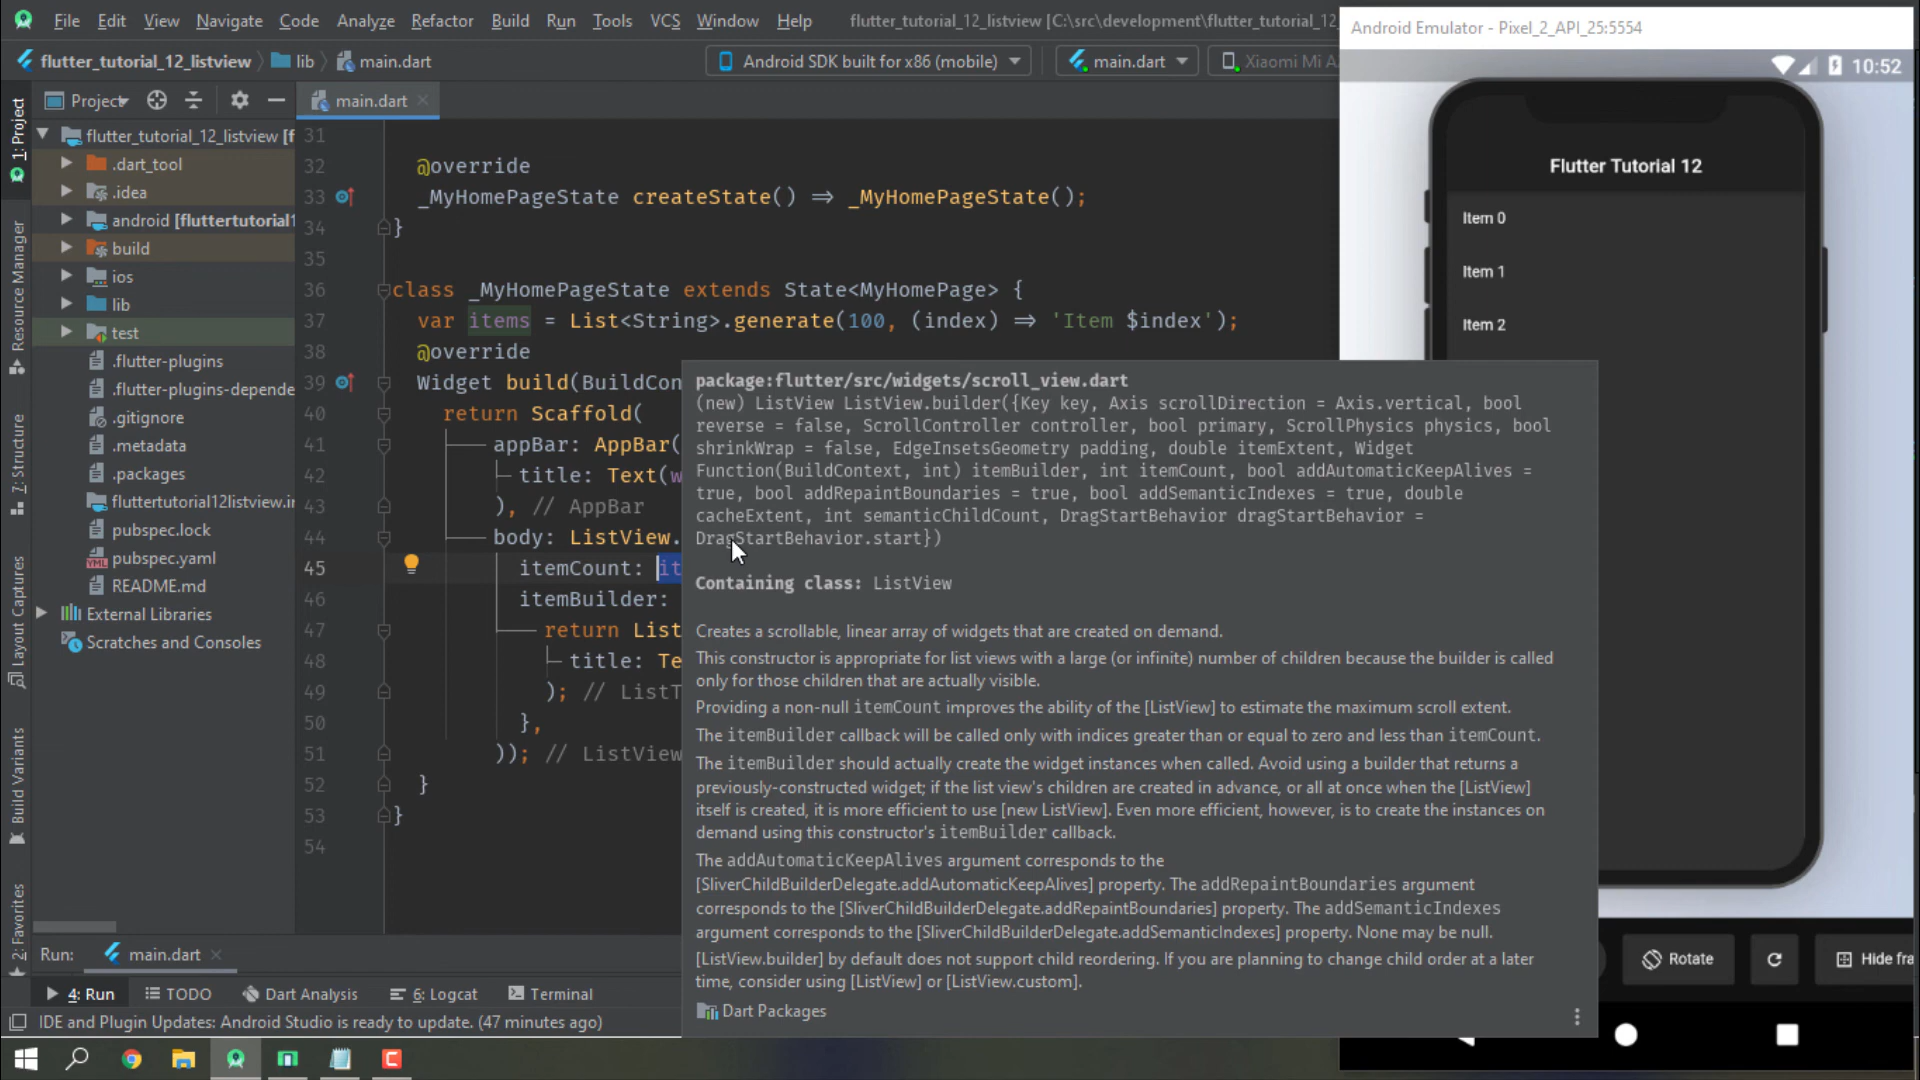 File Edit View Navigate Code Analyze Refactor Build Run Tools VCS Window Help flutter_tutorial_12_listview [C:\src\development\flutter_tutorial_12_
Android Emulator - Pixel_2_API_25:5554
flutter_tutorial_12_listview lib main.dart Android SDK built for x86 (mobile) main.dart Xiaomi Mi A
10:52
Project main.dart
1: Project
Resource Manager
7: Structure
Layout Captures
Build Variants
2: Favorites
flutter_tutorial_12_listview [f
.dart_tool
.idea
android [fluttertutorial1
build
ios
lib
test
.flutter-plugins
.flutter-plugins-depende
.gitignore
.metadata
.packages
fluttertutorial12listview.ir
pubspec.lock
pubspec.yaml
README.md
External Libraries
Scratches and Consoles
31
32 @override
33 _MyHomePageState createState() => _MyHomePageState();
34 }
35
36 class _MyHomePageState extends State<MyHomePage> {
37 var items = List<String>.generate(100, (index) => 'Item $index');
38 @override
39 Widget build(BuildCon
40 return Scaffold(
41 appBar: AppBar(
42 title: Text(w
43 ), // AppBar
44 body: ListView.
45 itemCount: it
46 itemBuilder:
47 return List
48 title: Te
49 ); // ListT
50 },
51 )); // ListView
52 }
53 }
54
package:flutter/src/widgets/scroll_view.dart
(new) ListView ListView.builder({Key key, Axis scrollDirection = Axis.vertical, bool
reverse = false, ScrollController controller, bool primary, ScrollPhysics physics, bool
shrinkWrap = false, EdgeInsetsGeometry padding, double itemExtent, Widget
Function(BuildContext, int) itemBuilder, int itemCount, bool addAutomaticKeepAlives =
true, bool addRepaintBoundaries = true, bool addSemanticIndexes = true, double
cacheExtent, int semanticChildCount, DragStartBehavior dragStartBehavior =
DragStartBehavior.start})
Containing class: ListView
Creates a scrollable, linear array of widgets that are created on demand.
This constructor is appropriate for list views with a large (or infinite) number of children because the builder is called
only for those children that are actually visible.
Providing a non-null itemCount improves the ability of the [ListView] to estimate the maximum scroll extent.
The itemBuilder callback will be called only with indices greater than or equal to zero and less than itemCount.
The itemBuilder should actually create the widget instances when called. Avoid using a builder that returns a
previously-constructed widget; if the list view's children are created in advance, or all at once when the [ListView]
itself is created, it is more efficient to use [new ListView]. Even more efficient, however, is to create the instances on
demand using this constructor's itemBuilder callback.
The addAutomaticKeepAlives argument corresponds to the
[SliverChildBuilderDelegate.addAutomaticKeepAlives] property. The addRepaintBoundaries argument
corresponds to the [SliverChildBuilderDelegate.addRepaintBoundaries] property. The addSemanticIndexes
argument corresponds to the [SliverChildBuilderDelegate.addSemanticIndexes] property. None may be null.
[ListView.builder] by default does not support child reordering. If you are planning to change child order at a later
time, consider using [ListView] or [ListView.custom].
Dart Packages
Flutter Tutorial 12
Item 0
Item 1
Item 2
Rotate
Hide fra
Run: main.dart
4: Run TODO Dart Analysis 6: Logcat Terminal
IDE and Plugin Updates: Android Studio is ready to update. (47 minutes ago)